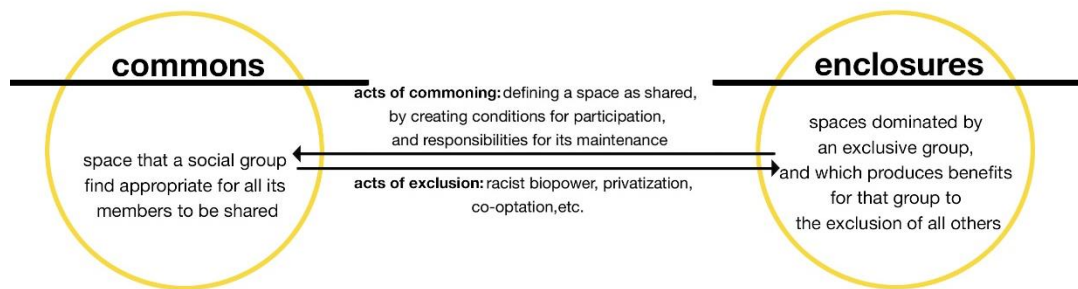 commons
space that a social group
find appropriate for all its
members to be shared
acts of commoning: defining a space as shared,
by creating conditions for participation,
and responsibilities for its maintenance
acts of exclusion: racist biopower, privatization,
co-optation,etc.
enclosures
spaces dominated by
an exclusive group,
and which produces benefits
for that group to
the exclusion of all others